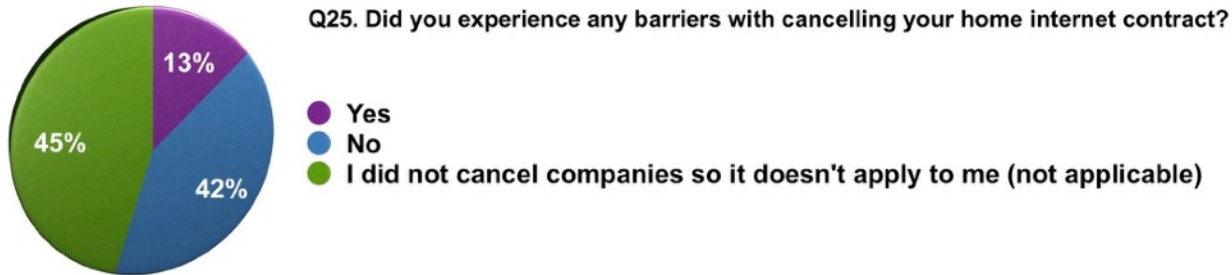 Q25. Did you experience any barriers with cancelling your home internet contract?
13%
Yes
No
45%
I did not cancel companies so it doesn't apply to me (not applicable)
42%